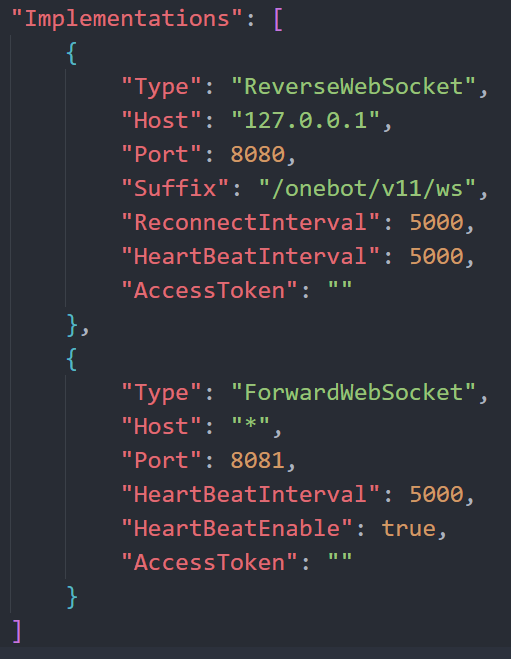 "Implementations": [
    {
        "Type": "ReverseWebSocket",
        "Host": "127.0.0.1",
        "Port": 8080,
        "Suffix": "/onebot/v11/ws",
        "ReconnectInterval": 5000,
        "HeartBeatInterval": 5000,
        "AccessToken": ""
    },
    {
        "Type": "ForwardWebSocket",
        "Host": "*",
        "Port": 8081,
        "HeartBeatInterval": 5000,
        "HeartBeatEnable": true,
        "AccessToken": ""
    }
]